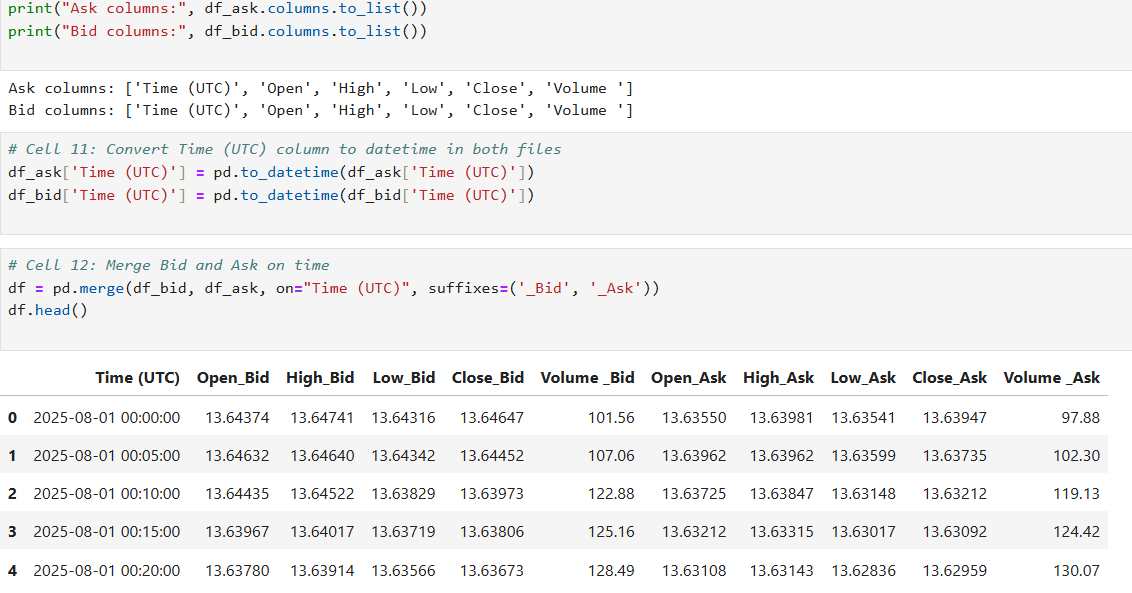 print("Ask columns:", df_ask.columns.to_list())
print("Bid columns:", df_bid.columns.to_list())
Ask columns: ['Time (UTC)', 'Open', 'High', 'Low', 'Close', 'Volume ']
Bid columns: ['Time (UTC)', 'Open', 'High', 'Low', 'Close', 'Volume ']
# Cell 11: Convert Time (UTC) column to datetime in both files
df_ask['Time (UTC)'] = pd.to_datetime(df_ask['Time (UTC)'])
df_bid['Time (UTC)'] = pd.to_datetime(df_bid['Time (UTC)'])
# Cell 12: Merge Bid and Ask on time
df = pd.merge(df_bid, df_ask, on="Time (UTC)", suffixes=('_Bid', '_Ask'))
df.head()
Time (UTC) Open_Bid High_Bid Low_Bid Close_Bid Volume _Bid Open_Ask High_Ask Low_Ask Close_Ask Volume _Ask
0 2025-08-01 00:00:00 13.64374 13.64741 13.64316 13.64647 101.56 13.63550 13.63981 13.63541 13.63947 97.88
1 2025-08-01 00:05:00 13.64632 13.64640 13.64342 13.64452 107.06 13.63962 13.63962 13.63599 13.63735 102.30
2 2025-08-01 00:10:00 13.64435 13.64522 13.63829 13.63973 122.88 13.63725 13.63847 13.63148 13.63212 119.13
3 2025-08-01 00:15:00 13.63967 13.64017 13.63719 13.63806 125.16 13.63212 13.63315 13.63017 13.63092 124.42
4 2025-08-01 00:20:00 13.63780 13.63914 13.63566 13.63673 128.49 13.63108 13.63143 13.62836 13.62959 130.07